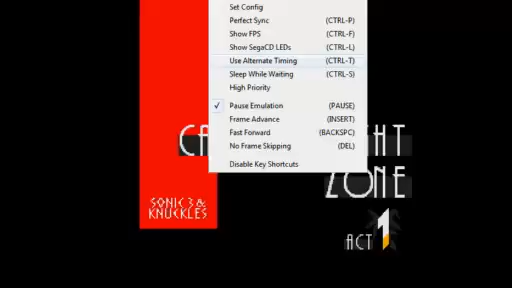 Set Config
Perfect Sync (CTRL-P)
Show FPS (CTRL-F)
Show SegaCD LEDs (CTRL-L)
Use Alternate Timing (CTRL-T)
Sleep While Waiting (CTRL-S)
High Priority
✓ Pause Emulation (PAUSE)
Frame Advance (INSERT)
Fast Forward (BACKSPC)
No Frame Skipping (DEL)
Disable Key Shortcuts
ZONE
SONIC 3 &
KNUCKLES
ACT 1